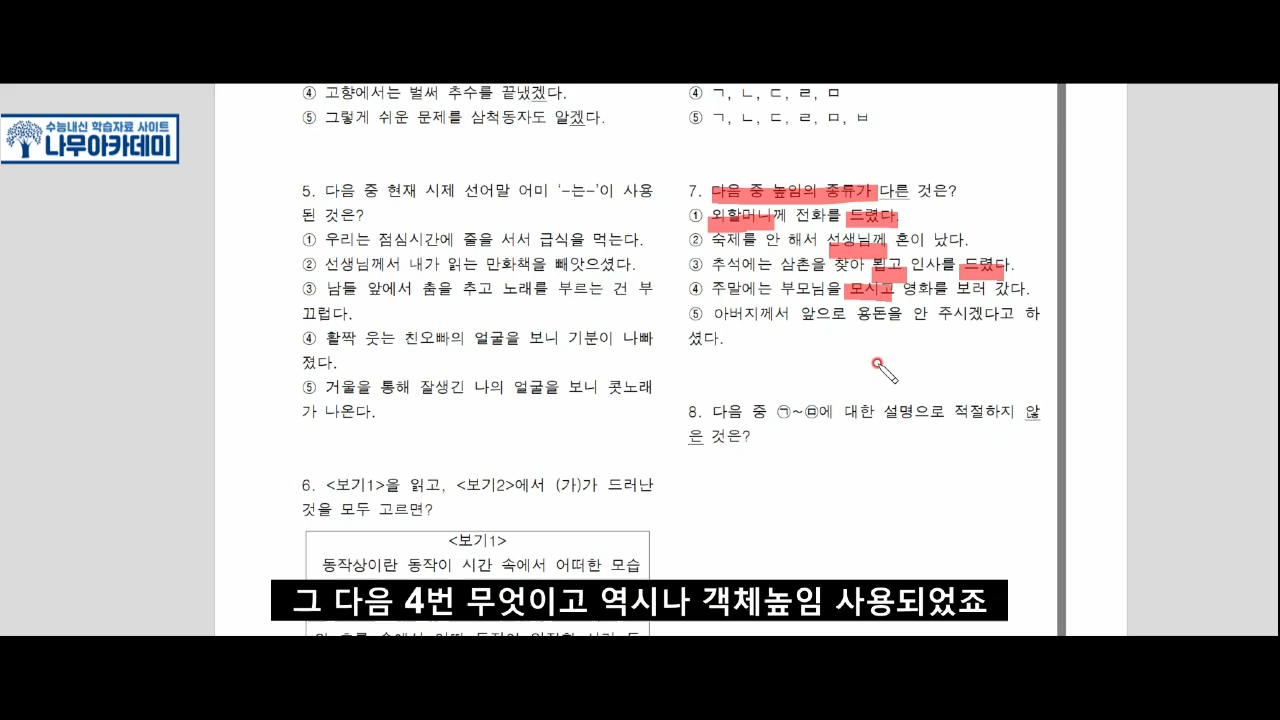 수능내신 학습자료 사이트
나무아카데미
④ 고향에서는 벌써 추수를 끝냈겠다.
⑤ 그렇게 쉬운 문제를 삼척동자도 알겠다.
5. 다음 중 현재 시제 선어말 어미 ‘-는-’이 사용
된 것은?
① 우리는 점심시간에 줄을 서서 급식을 먹는다.
② 선생님께서 내가 읽는 만화책을 빼앗으셨다.
③ 남들 앞에서 춤을 추고 노래를 부르는 건 부
끄럽다.
④ 활짝 웃는 친오빠의 얼굴을 보니 기분이 나빠
졌다.
⑤ 거울을 통해 잘생긴 나의 얼굴을 보니 콧노래
가 나온다.
6. <보기1>을 읽고, <보기2>에서 (가)가 드러난
것을 모두 고르면?
<보기1>
동작상이란 동작이 시간 속에서 어떠한 모습
④ ㄱ, ㄴ, ㄷ, ㄹ, ㅁ
⑤ ㄱ, ㄴ, ㄷ, ㄹ, ㅁ, ㅂ
7. 다음 중 높임의 종류가 다른 것은?
① 외할머니께 전화를 드렸다.
② 숙제를 안 해서 선생님께 혼이 났다.
③ 추석에는 삼촌을 찾아 뵙고 인사를 드렸다.
④ 주말에는 부모님을 모시고 영화를 보러 갔다.
⑤ 아버지께서 앞으로 용돈을 안 주시겠다고 하
셨다.
8. 다음 중 ㉠~㉤에 대한 설명으로 적절하지 않
은 것은?
그 다음 4번 무엇이고 역시나 객체높임 사용되었죠